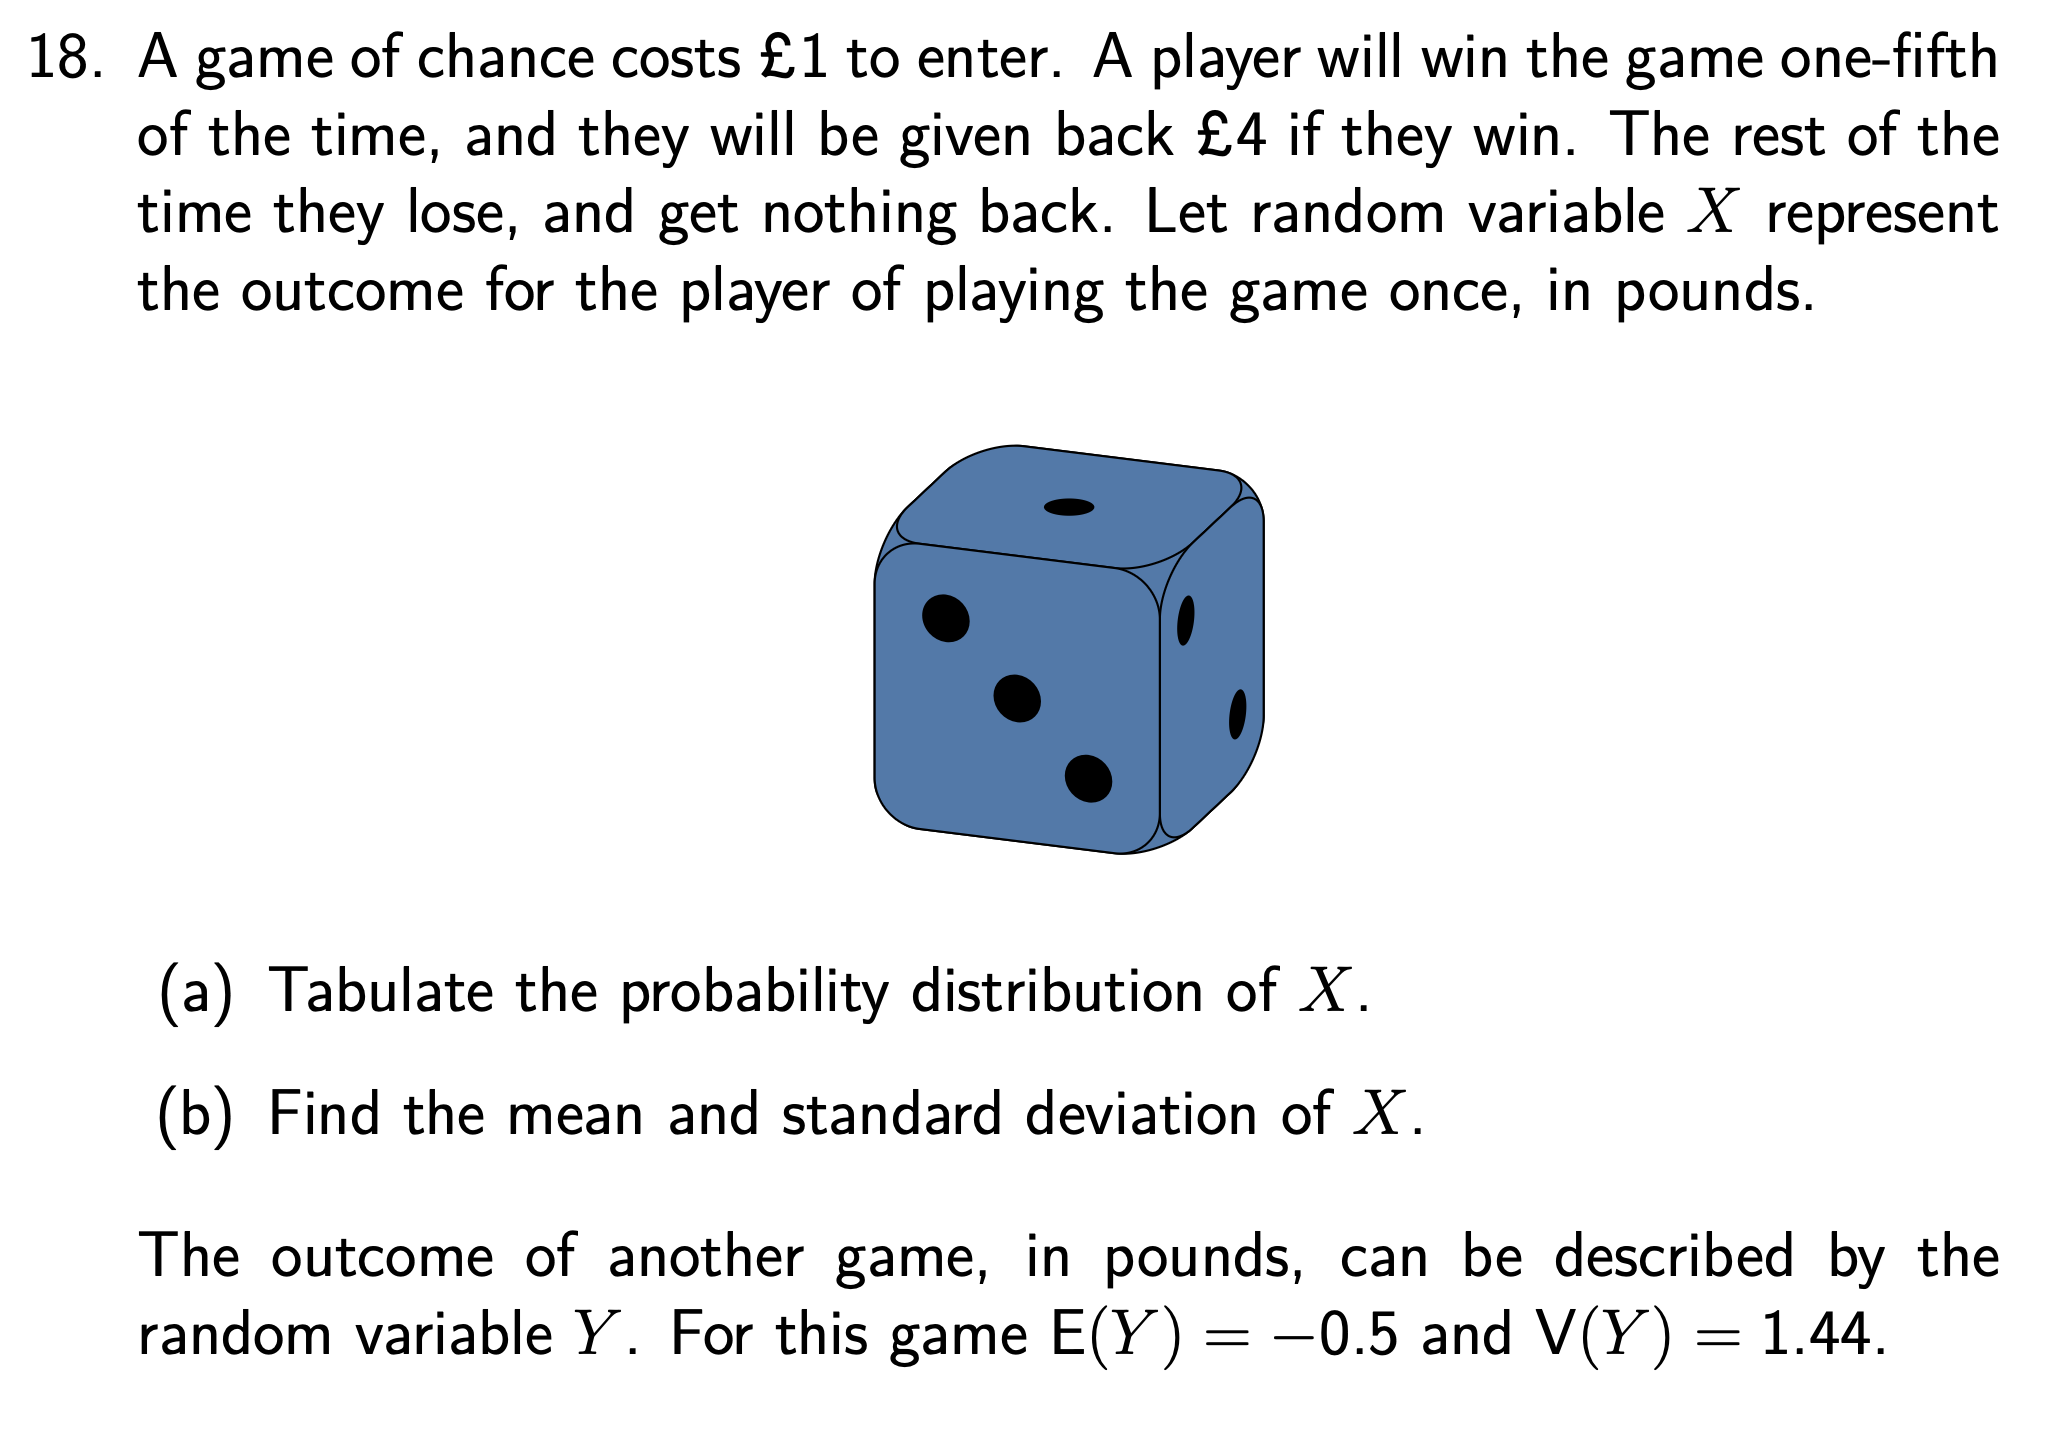 18. A game of chance costs £1 to enter. A player will win the game one-fifth
of the time, and they will be given back £4 if they win. The rest of the
time they lose, and get nothing back. Let random variable X represent
the outcome for the player of playing the game once, in pounds.
(a) Tabulate the probability distribution of X.
(b) Find the mean and standard deviation of X.
The outcome of another game, in pounds, can be described by the
random variable Y. For this game E(Y) = −0.5 and V(Y) = 1.44.